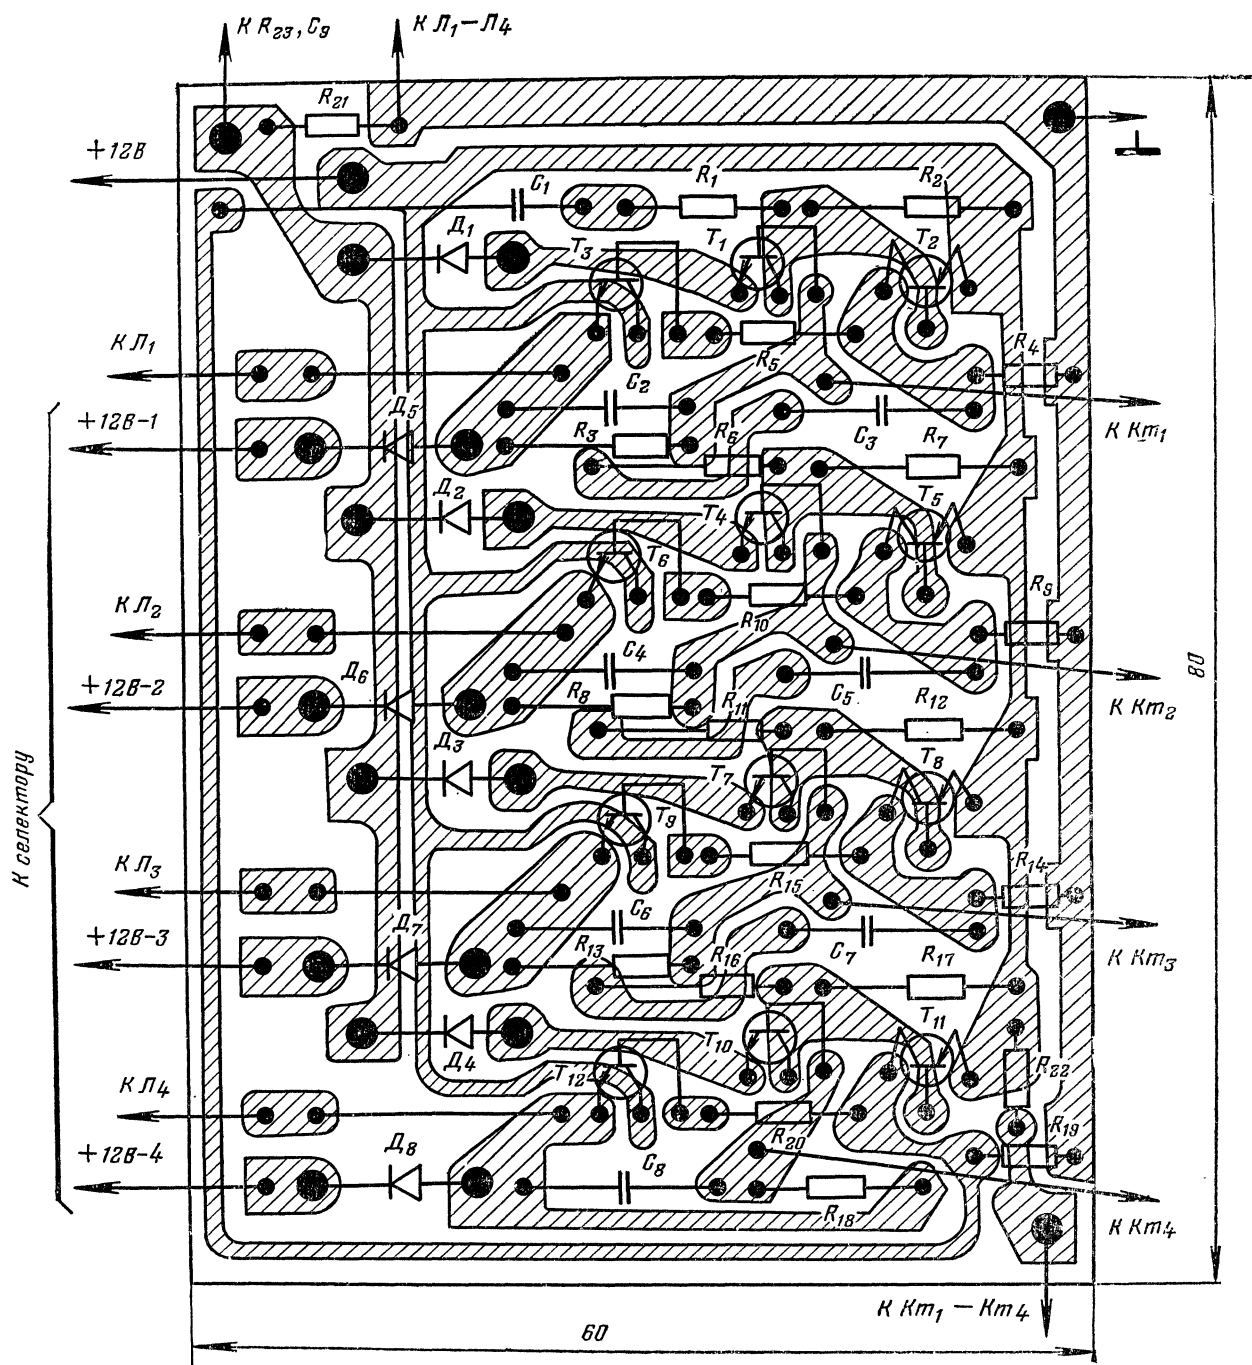 К R23, C9
К Л1–Л4
R21
+12В
C1
R1
R2
Д1
T3
T1
T2
К Л1
C2
R5
R4
Д5
+12В-1
R3
R6
C3
R7
К Кт1
Д2
T4
T5
T6
К Л2
C4
R10
R9
Д6
+12В-2
R8
R11
C5
R12
К Кт2
Д3
T7
T8
T9
80
К селектору
К Л3
C6
R15
R14
Д7
+12В-3
R13
R16
C7
R17
К Кт3
Д4
T10
T11
T12
R22
К Л4
R20
R19
Д8
+12В-4
C8
R18
К Кт4
К Кт1 – Кт4
60